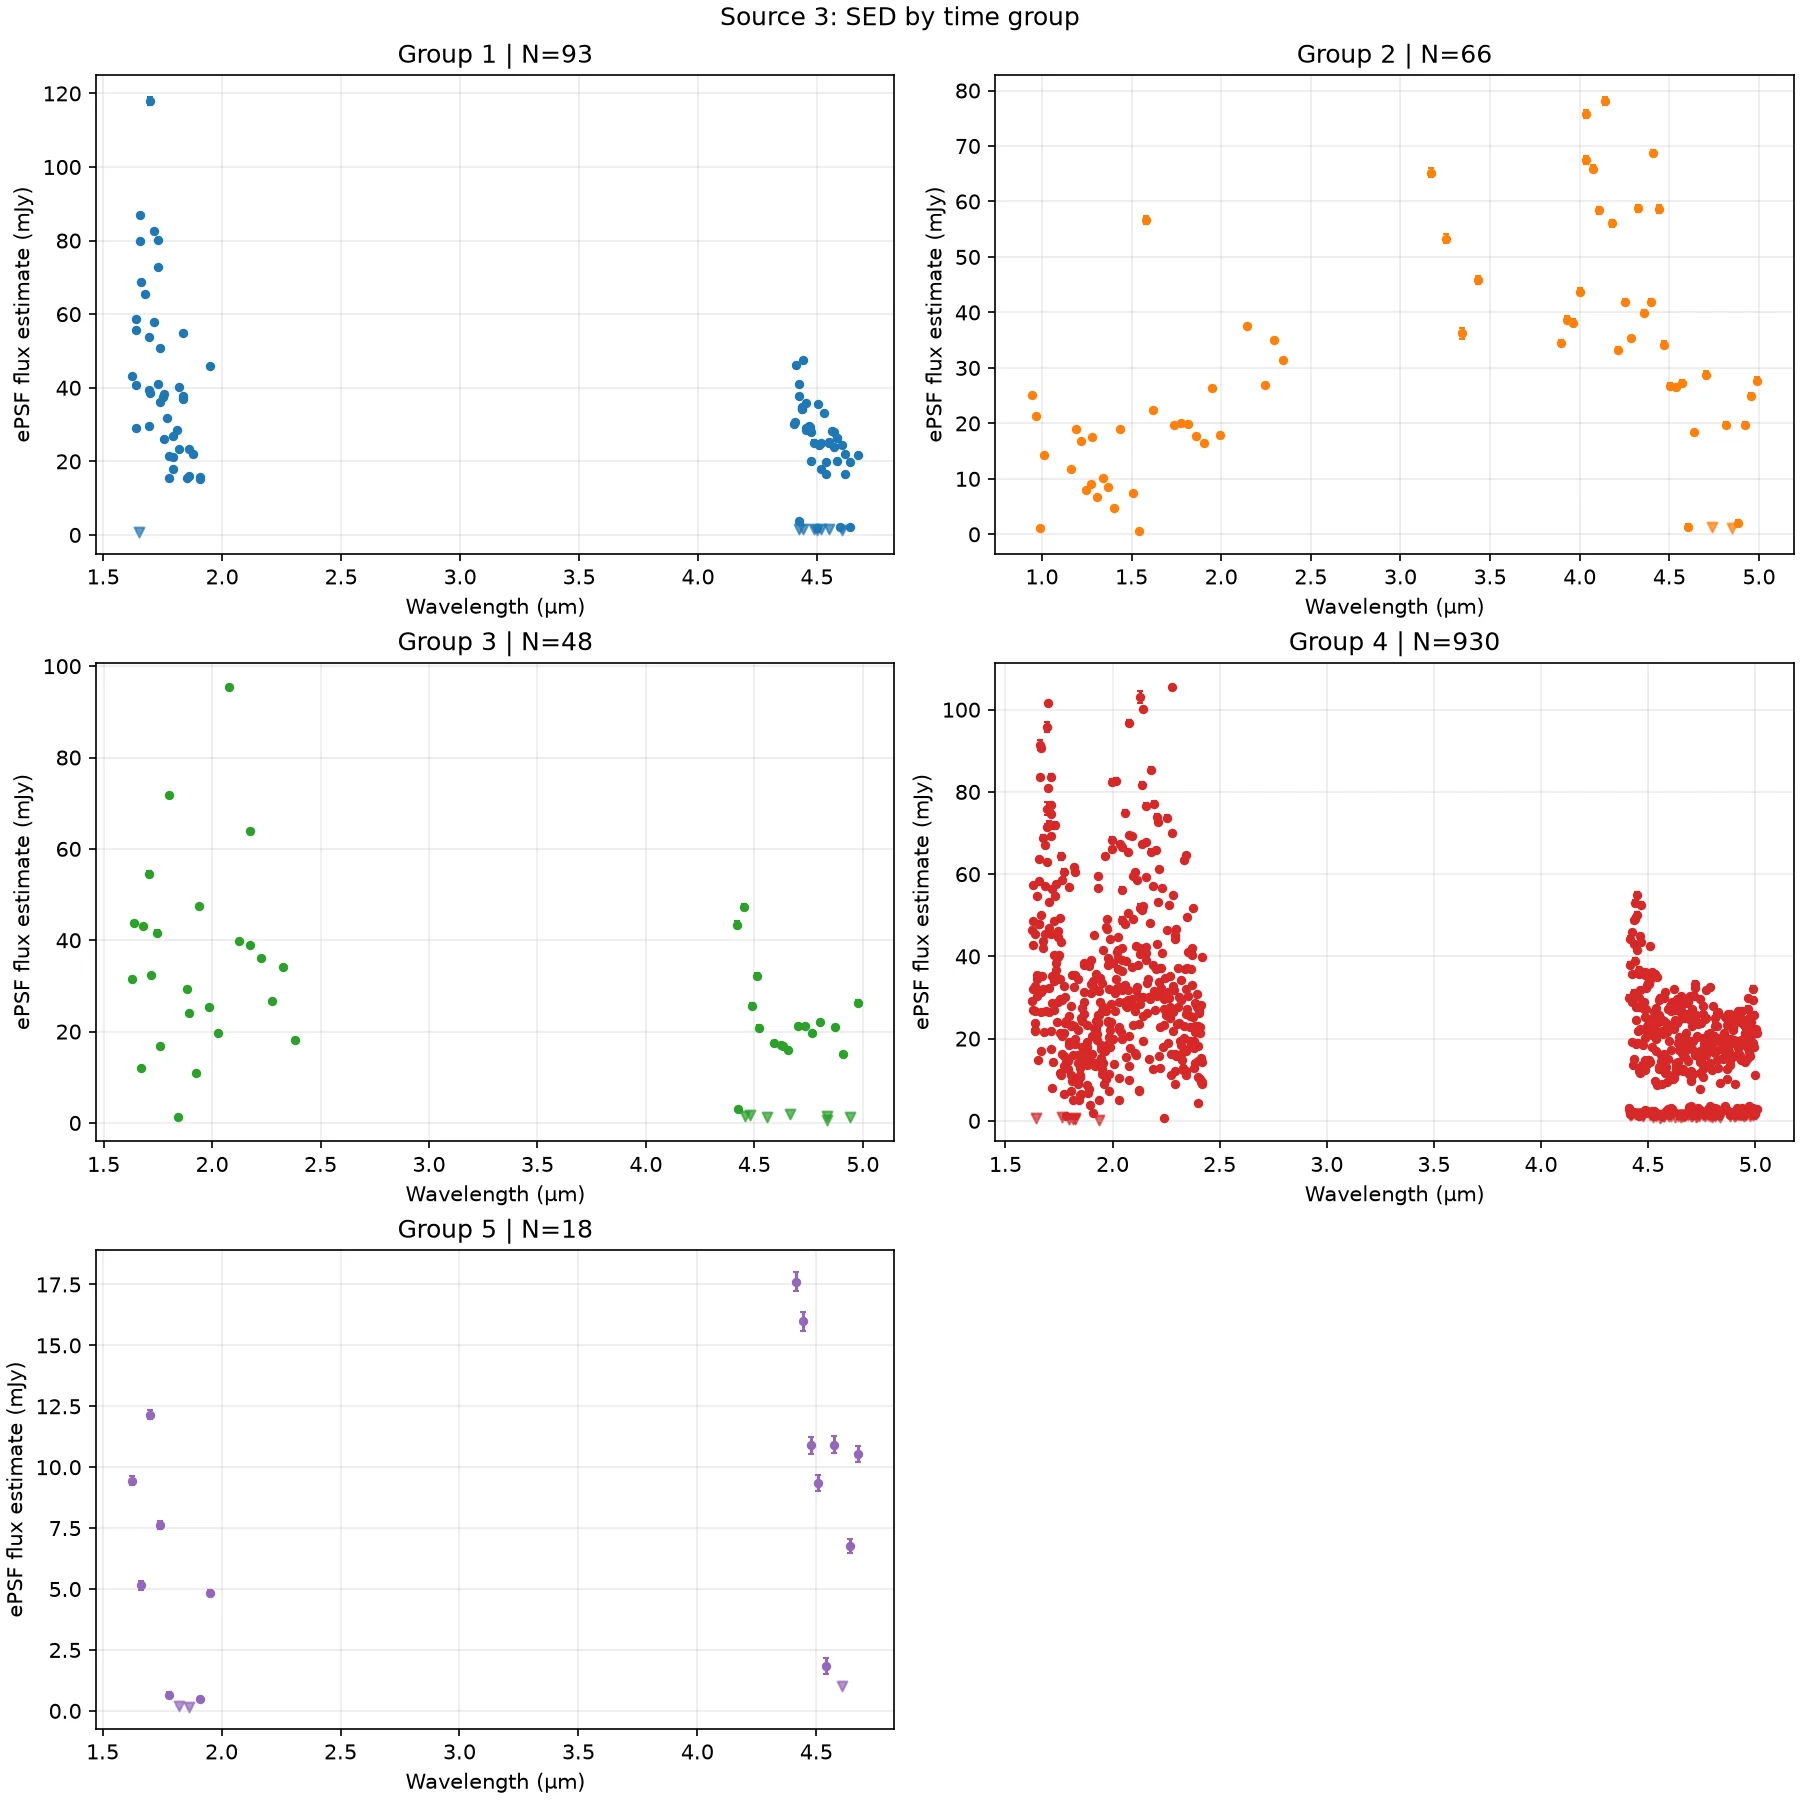 Source 3: SED by time group
Group 1 | N=93
ePSF flux estimate (mJy)
120
100
80
60
40
20
0
1.5 2.0 2.5 3.0 3.5 4.0 4.5
Wavelength (μm)
Group 2 | N=66
ePSF flux estimate (mJy)
80
70
60
50
40
30
20
10
0
1.0 1.5 2.0 2.5 3.0 3.5 4.0 4.5 5.0
Wavelength (μm)
Group 3 | N=48
ePSF flux estimate (mJy)
100
80
60
40
20
0
1.5 2.0 2.5 3.0 3.5 4.0 4.5 5.0
Wavelength (μm)
Group 4 | N=930
ePSF flux estimate (mJy)
100
80
60
40
20
0
1.5 2.0 2.5 3.0 3.5 4.0 4.5 5.0
Wavelength (μm)
Group 5 | N=18
ePSF flux estimate (mJy)
17.5
15.0
12.5
10.0
7.5
5.0
2.5
0.0
1.5 2.0 2.5 3.0 3.5 4.0 4.5
Wavelength (μm)